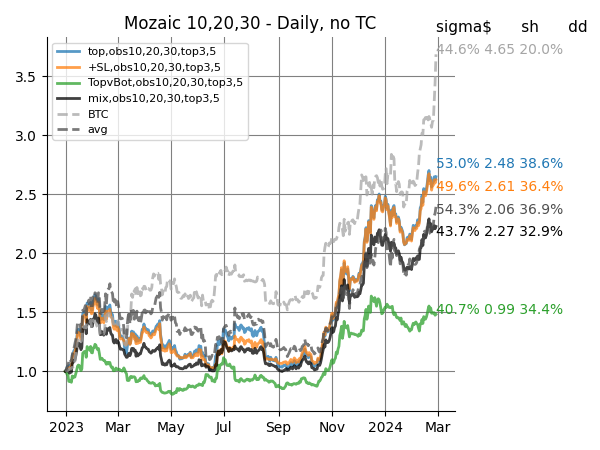 Mozaic 10,20,30 - Daily, no TC
sigma$ sh dd
44.6% 4.65 20.0%
top,obs10,20,30,top3,5
+SL,obs10,20,30,top3,5
TopvBot,obs10,20,30,top3,5
mix,obs10,20,30,top3,5
BTC
avg
53.0% 2.48 38.6%
49.6% 2.61 36.4%
54.3% 2.06 36.9%
43.7% 2.27 32.9%
40.7% 0.99 34.4%
3.5
3.0
2.5
2.0
1.5
1.0
2023 Mar May Jul Sep Nov 2024 Mar